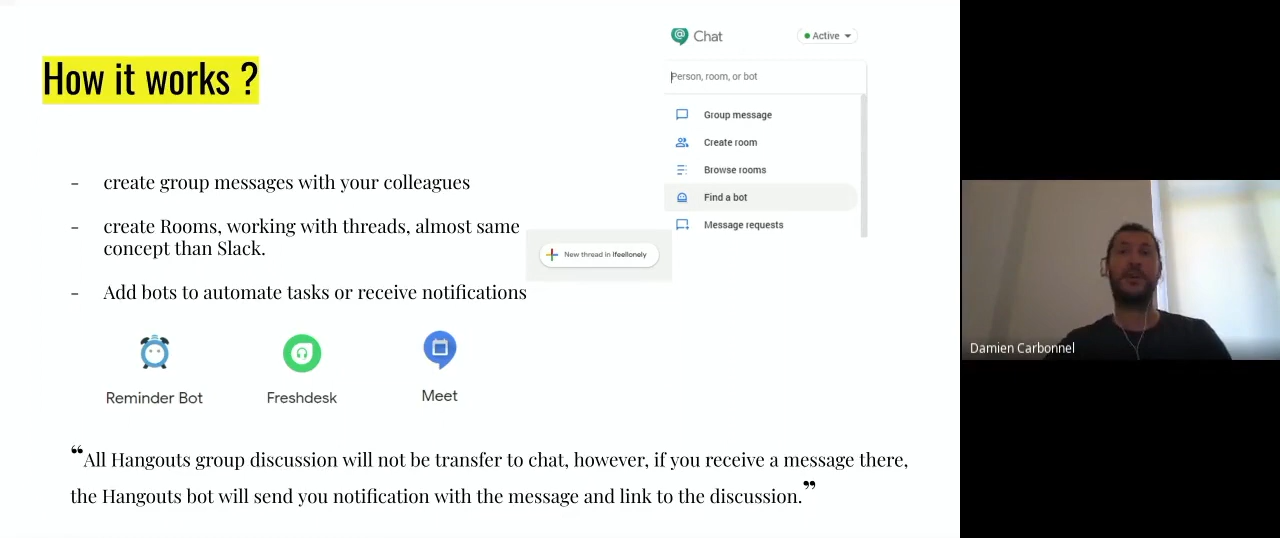 How it works ?
- create group messages with your colleagues
- create Rooms, working with threads, almost same
concept than Slack.
- Add bots to automate tasks or receive notifications
Reminder Bot
Freshdesk
Meet
“All Hangouts group discussion will not be transfer to chat, however, if you receive a message there,
the Hangouts bot will send you notification with the message and link to the discussion.”
Chat
Active
Person, room, or bot
Group message
Create room
Browse rooms
Find a bot
Message requests
New thread in Ifeellonely
Damien Carbonnel